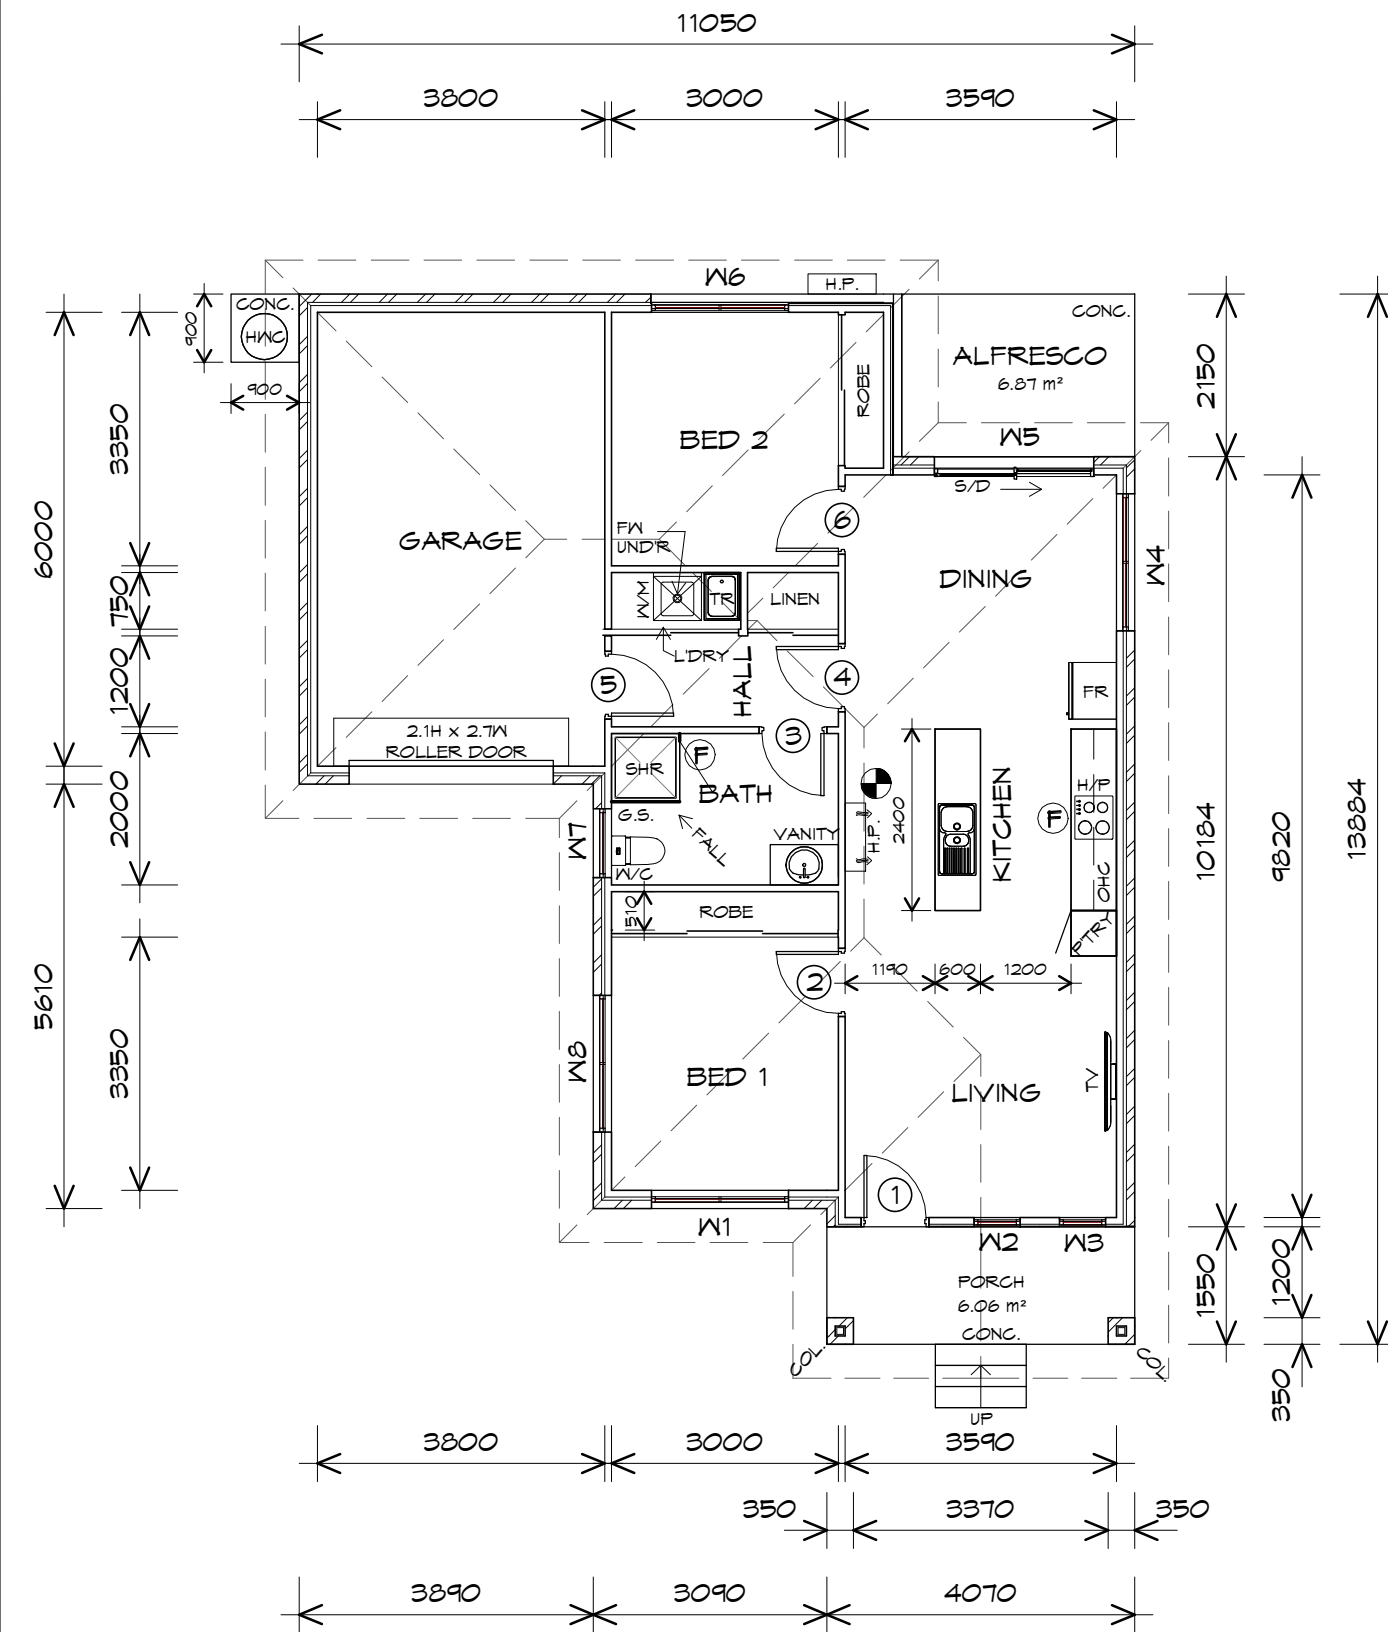 11050
3800
3000
3590
W6
H.P.
CONC.
HWC
900
900
CONC.
ALFRESCO
6.87 m²
W5
S/D
ROBE
BED 2
GARAGE
FW
UND'R
W/M
TR
LINEN
L'DRY
HALL
6
5
4
3
DINING
W4
FR
2.1H x 2.7W
ROLLER DOOR
SHR
F
BATH
G.S.
FALL
VANITY
W/C
W7
H.P.
2400
KITCHEN
H/P
F
OHC
P'TRY
510
ROBE
2
1190
600
1200
W8
BED 1
LIVING
TV
1
W1
W2
W3
PORCH
6.06 m²
CONC.
COL.
COL.
UP
6000
5610
3350
750
1200
2000
3350
2150
10184
1550
9820
1200
350
13884
3800
3000
3590
350
3370
350
3890
3090
4070